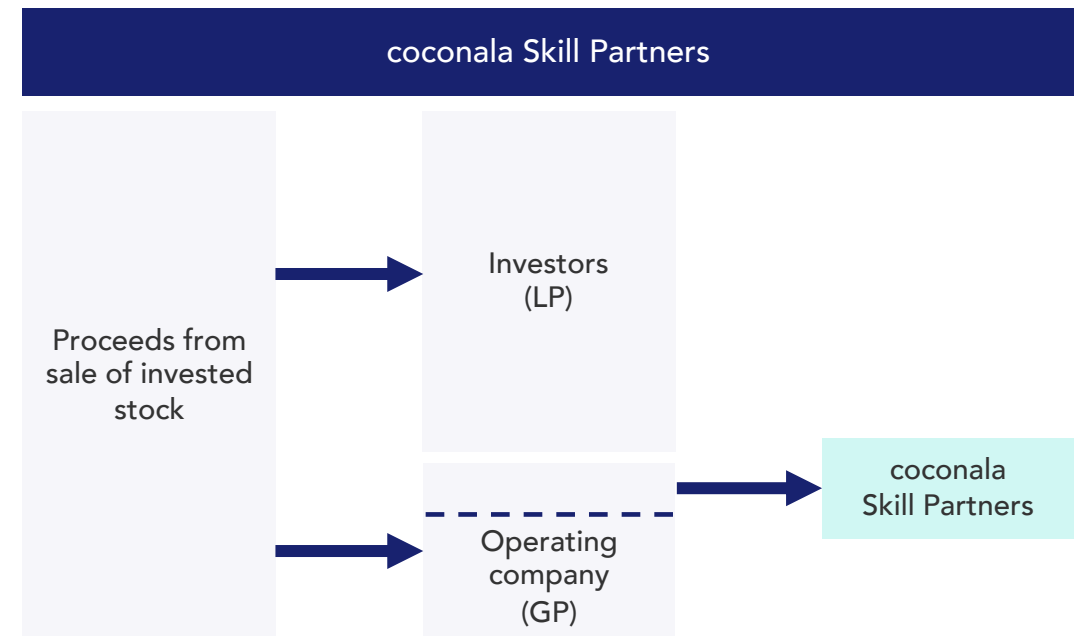 coconala Skill Partners
Proceeds from
sale of invested
stock
Investors
(LP)
Operating
company
(GP)
coconala
Skill Partners